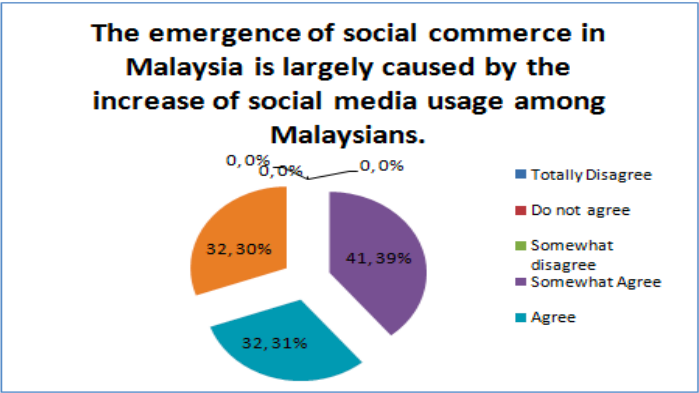 The emergence of social commerce in
Malaysia is largely caused by the
increase of social media usage among
Malaysians.
0, 0%
0, 0%
0, 0%
32, 30%
41, 39%
32, 31%
Totally Disagree
Do not agree
Somewhat
disagree
Somewhat Agree
Agree